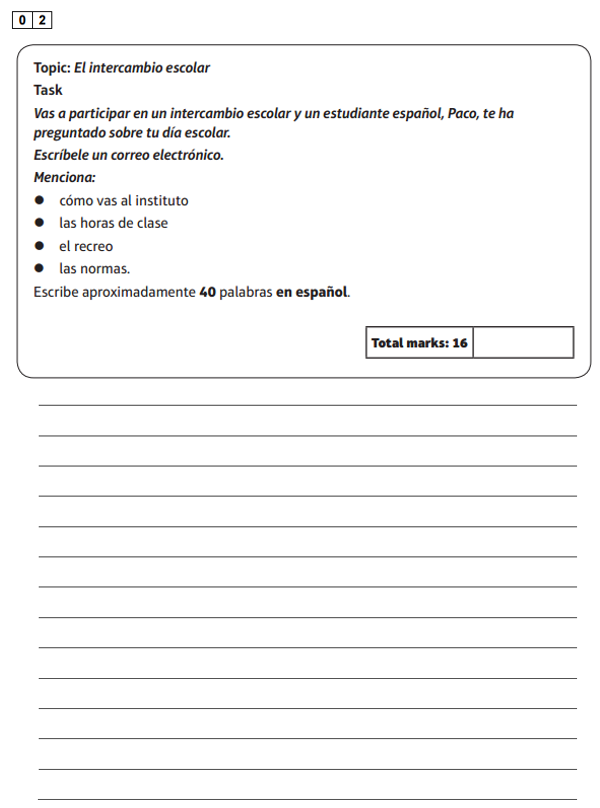 0 2
Topic: El intercambio escolar
Task
Vas a participar en un intercambio escolar y un estudiante español, Paco, te ha
preguntado sobre tu día escolar.
Escríbele un correo electrónico.
Menciona:
● cómo vas al instituto
● las horas de clase
● el recreo
● las normas.
Escribe aproximadamente 40 palabras en español.
Total marks: 16